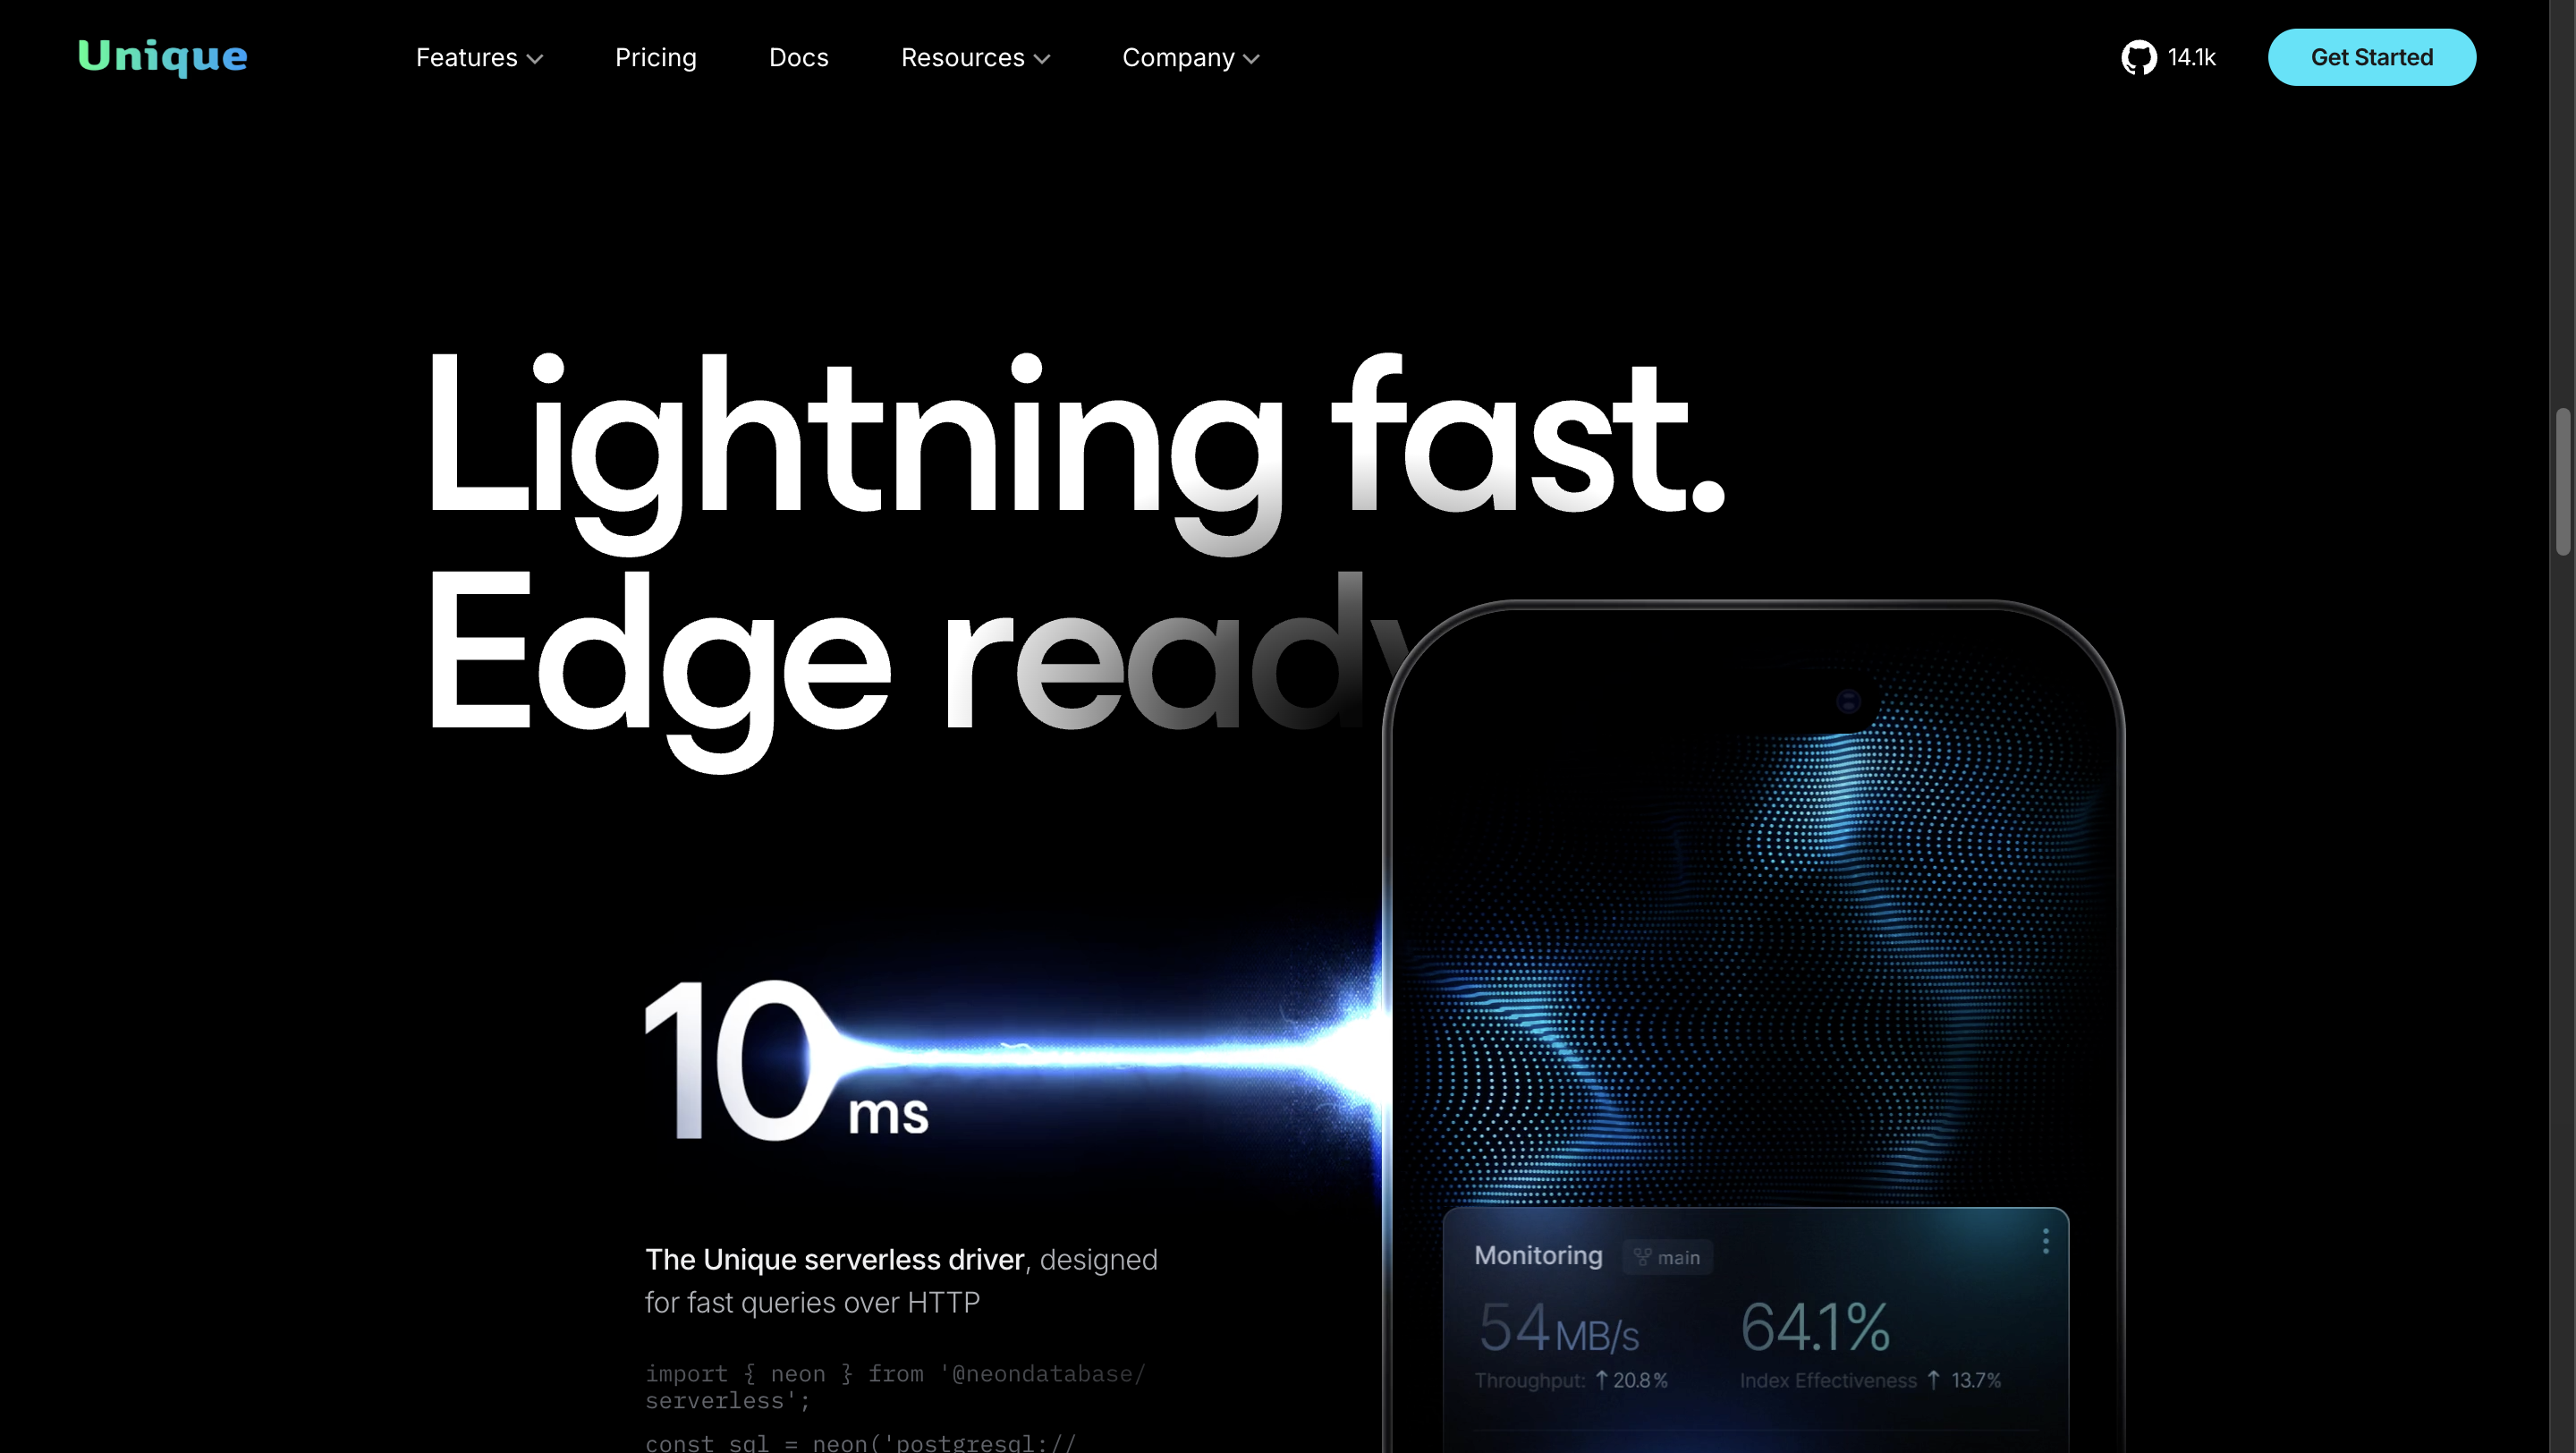 Unique
Features
Pricing
Docs
Resources
Company
14.1k
Get Started
Lightning fast.
Edge ready
10 ms
The Unique serverless driver, designed
for fast queries over HTTP
import { neon } from '@neondatabase/
serverless';
const sql = neon('postgresql://
Monitoring
main
54 MB/s
64.1%
Throughput: ↑ 20.8%
Index Effectiveness ↑ 13.7%